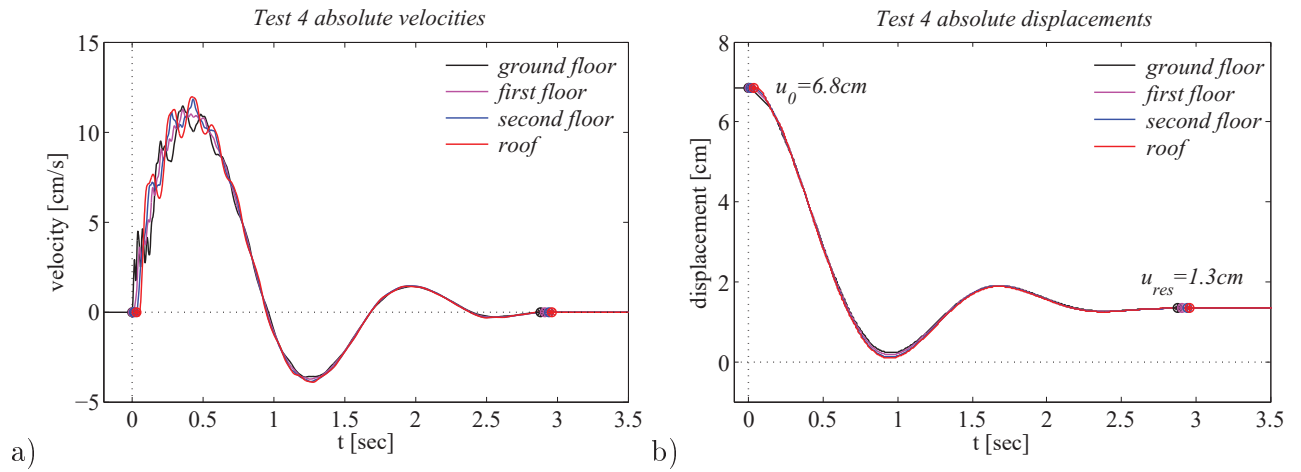 Test 4 absolute velocities
15
10
5
0
−5
velocity [cm/s]
ground floor
first floor
second floor
roof
0
0.5
1
1.5
2
2.5
3
3.5
t [sec]
a)
Test 4 absolute displacements
8
6
4
2
0
displacement [cm]
u_0=6.8cm
ground floor
first floor
second floor
roof
u_res=1.3cm
0
0.5
1
1.5
2
2.5
3
3.5
t [sec]
b)